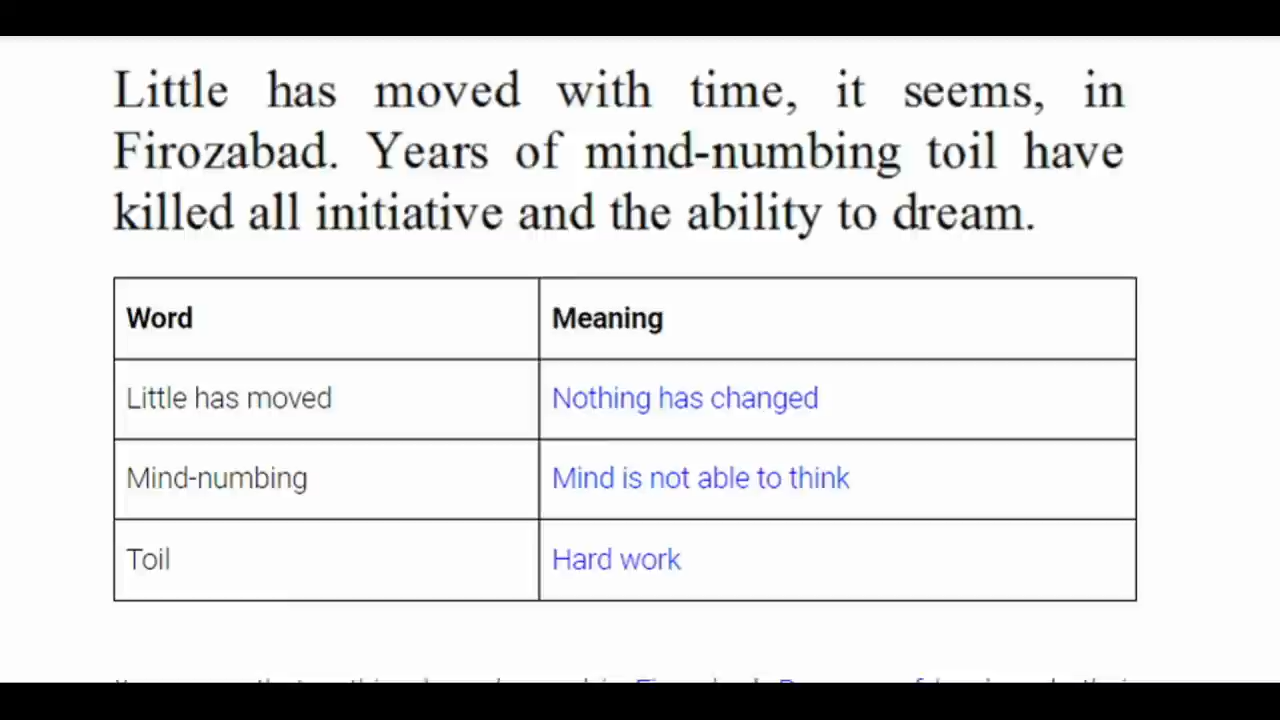 Little has moved with time, it seems, in
Firozabad. Years of mind-numbing toil have
killed all initiative and the ability to dream.
Word Meaning
Little has moved Nothing has changed
Mind-numbing Mind is not able to think
Toil Hard work